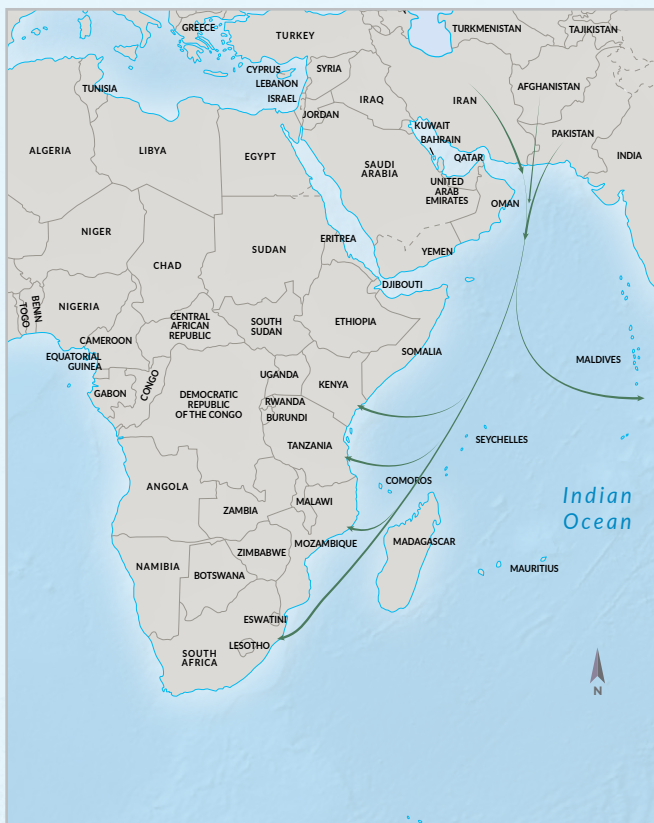 GREECE
TURKEY
TURKMENISTAN
TAJIKISTAN
CYPRUS
SYRIA
LEBANON
ISRAEL
TUNISIA
AFGHANISTAN
IRAQ
IRAN
JORDAN
KUWAIT
BAHRAIN
PAKISTAN
ALGERIA
LIBYA
EGYPT
SAUDI
ARABIA
QATAR
INDIA
UNITED
ARAB
EMIRATES
OMAN
NIGER
ERITREA
SUDAN
YEMEN
CHAD
DJIBOUTI
BENIN
TOGO
NIGERIA
CENTRAL
AFRICAN
REPUBLIC
SOUTH
SUDAN
ETHIOPIA
CAMEROON
SOMALIA
EQUATORIAL
GUINEA
MALDIVES
UGANDA
KENYA
CONGO
GABON
DEMOCRATIC
REPUBLIC
OF THE CONGO
RWANDA
BURUNDI
TANZANIA
SEYCHELLES
COMOROS
ANGOLA
MALAWI
ZAMBIA
Indian
Ocean
MOZAMBIQUE
MADAGASCAR
ZIMBABWE
NAMIBIA
BOTSWANA
MAURITIUS
ESWATINI
LESOTHO
SOUTH
AFRICA
N